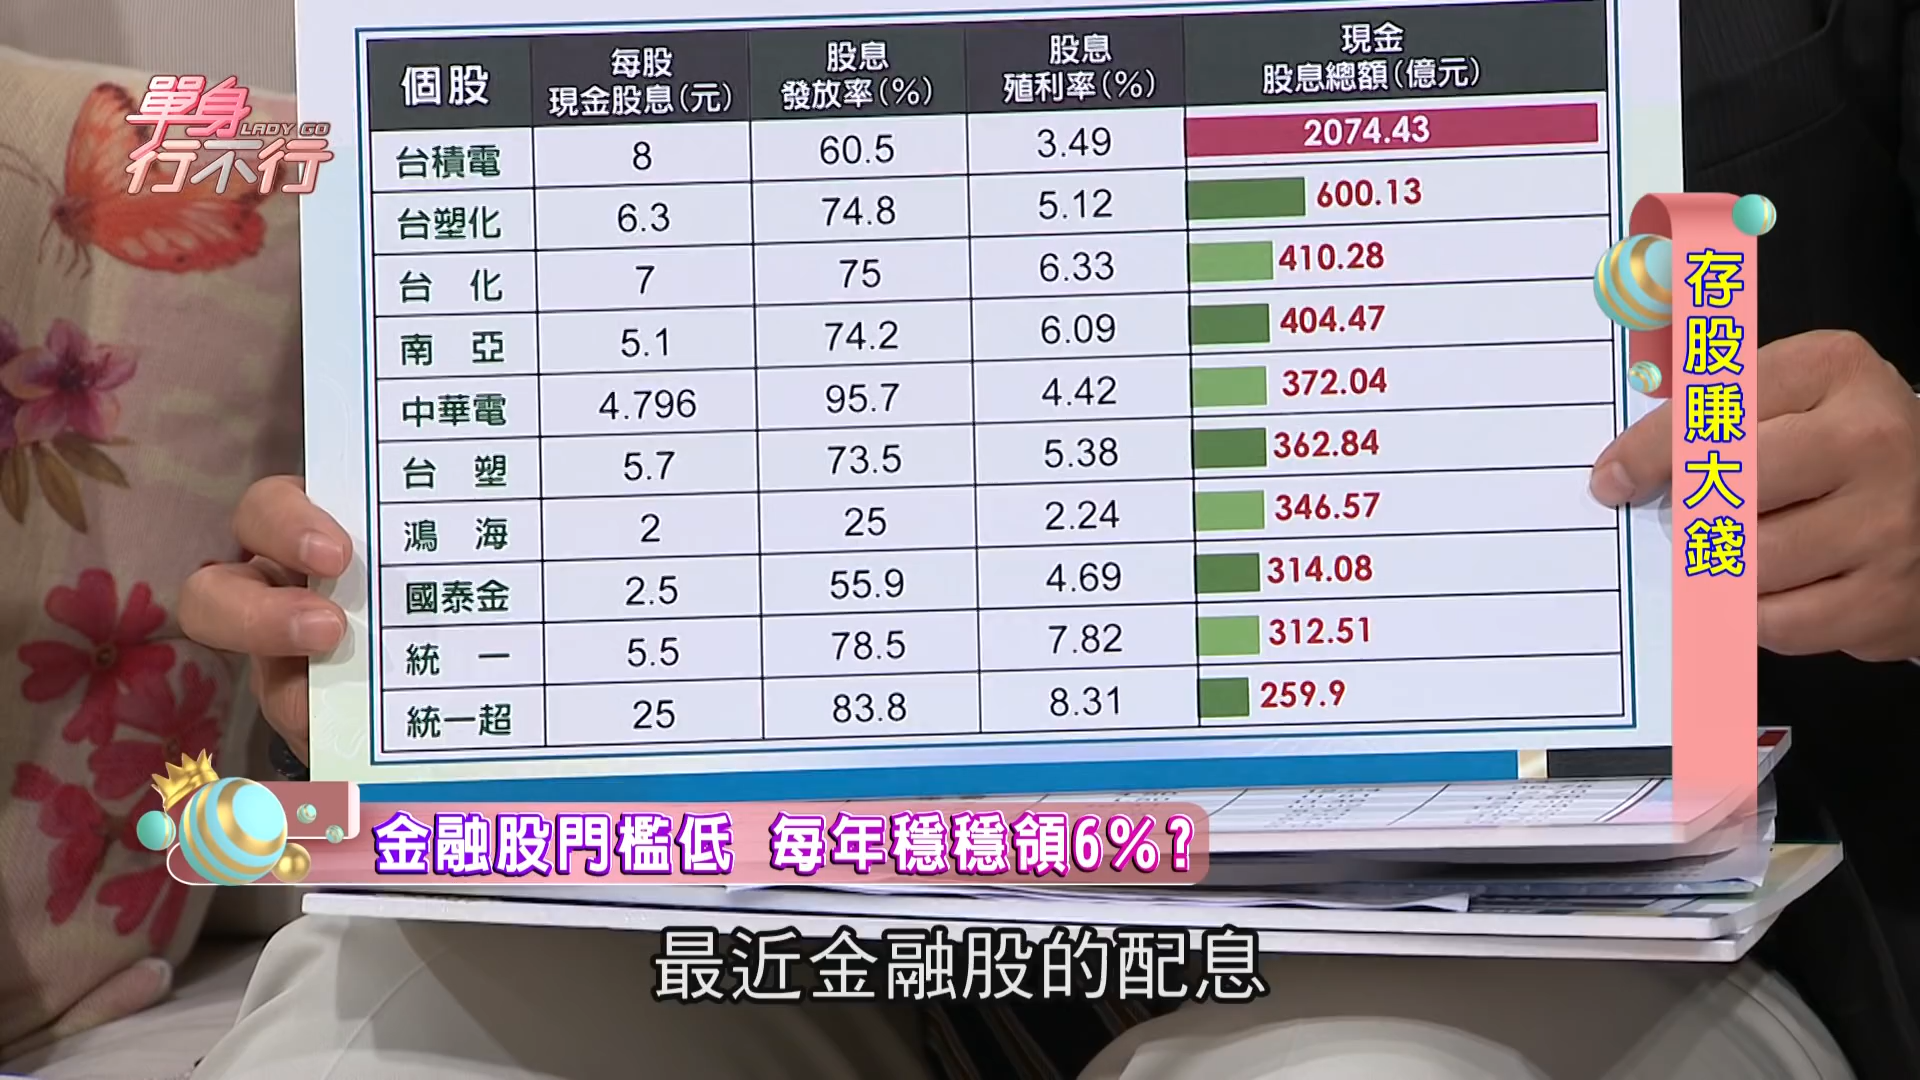 單身
LADY GO
行不行
個股 每股 現金股息(元) 股息 發放率(%) 股息 殖利率(%) 現金 股息總額(億元)
台積電 8 60.5 3.49 2074.43
台塑化 6.3 74.8 5.12 600.13
台化 7 75 6.33 410.28
南亞 5.1 74.2 6.09 404.47
中華電 4.796 95.7 4.42 372.04
台塑 5.7 73.5 5.38 362.84
鴻海 2 25 2.24 346.57
國泰金 2.5 55.9 4.69 314.08
統一 5.5 78.5 7.82 312.51
統一超 25 83.8 8.31 259.9
存股賺大錢
金融股門檻低 每年穩穩領6%?
最近金融股的配息